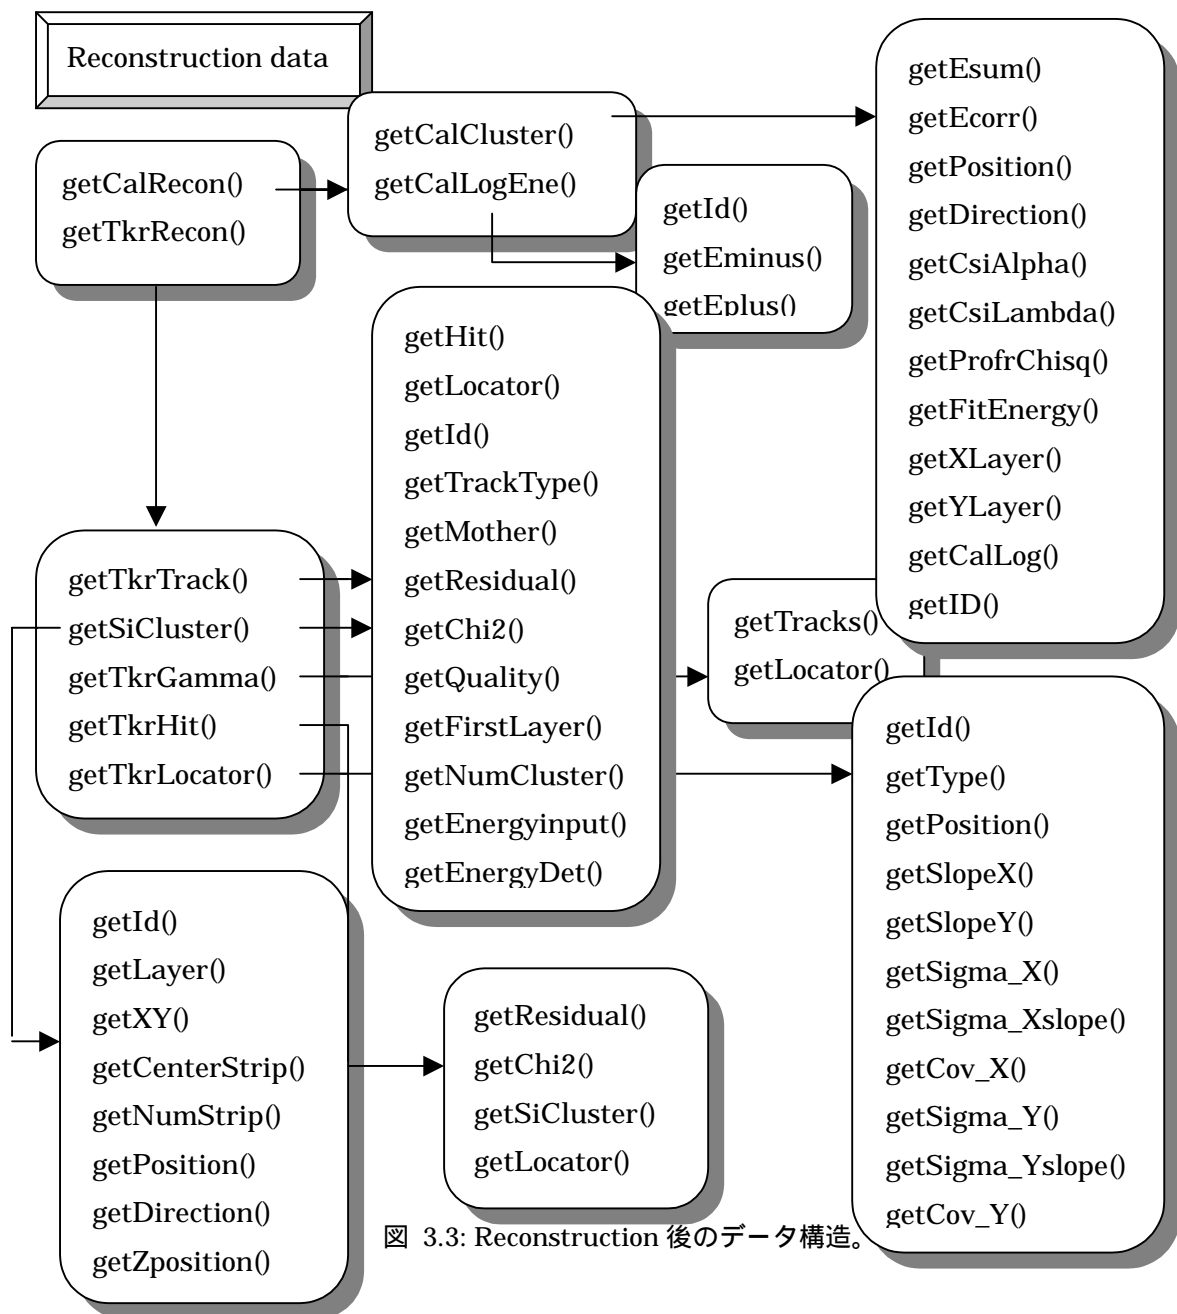 Reconstruction data
getCalRecon()
getTkrRecon()
getCalCluster()
getCalLogEne()
getId()
getEminus()
getEplus()
getEsum()
getEcorr()
getPosition()
getDirection()
getCsiAlpha()
getCsiLambda()
getProfrChisq()
getFitEnergy()
getXLayer()
getYLayer()
getCalLog()
getID()
getHit()
getLocator()
getId()
getTrackType()
getMother()
getResidual()
getChi2()
getQuality()
getFirstLayer()
getNumCluster()
getEnergyinput()
getEnergyDet()
getTkrTrack()
getSiCluster()
getTkrGamma()
getTkrHit()
getTkrLocator()
getTracks()
getLocator()
getId()
getType()
getPosition()
getSlopeX()
getSlopeY()
getSigma_X()
getSigma_Xslope()
getCov_X()
getSigma_Y()
getSigma_Yslope()
getCov_Y()
getId()
getLayer()
getXY()
getCenterStrip()
getNumStrip()
getPosition()
getDirection()
getZposition()
getResidual()
getChi2()
getSiCluster()
getLocator()
図 3.3: Reconstruction 後のデータ構造。